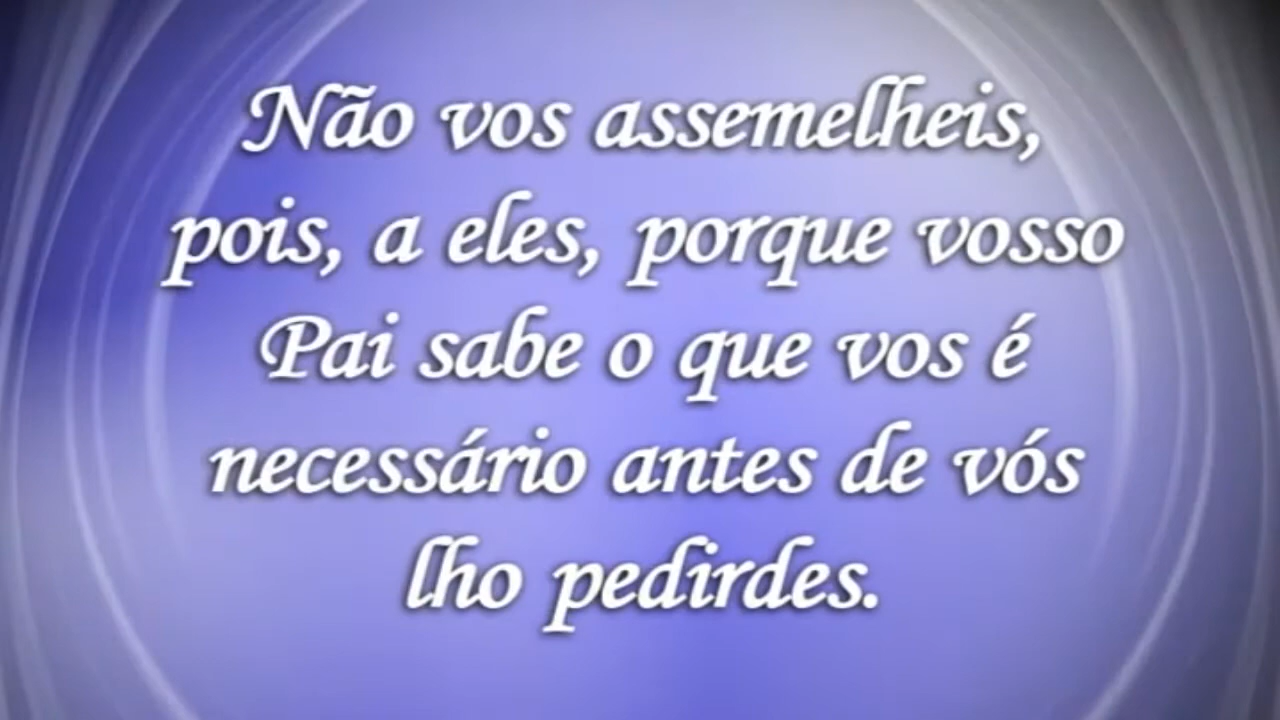 Não vos assemelheis,
pois, a eles, porque vosso
Pai sabe o que vos é
necessário antes de vós
lho pedirdes.